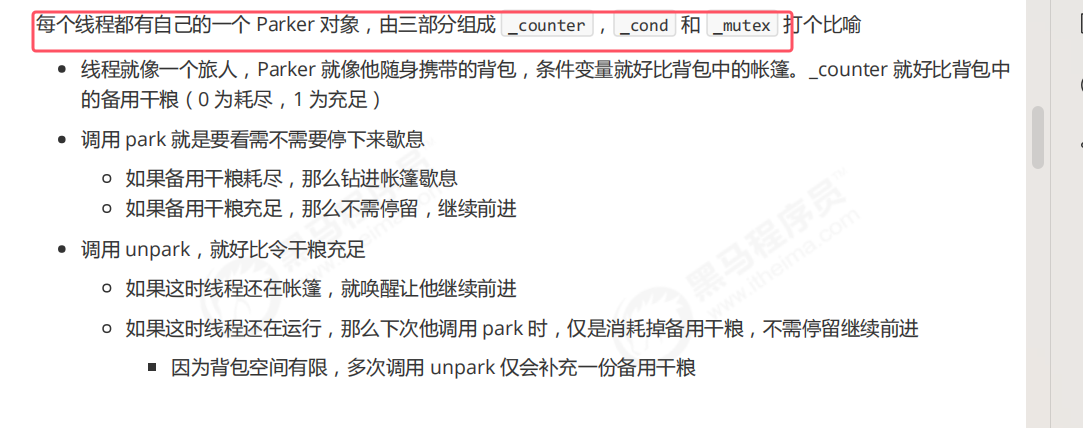 每个线程都有自己的一个 Parker 对象，由三部分组成 _counter ， _cond 和 _mutex 打个比喻
线程就像一个旅人，Parker 就像他随身携带的背包，条件变量就好比背包中的帐篷。_counter 就好比背包中
的备用干粮（0 为耗尽，1 为充足）
调用 park 就是要看需不需要停下来歇息
如果备用干粮耗尽，那么钻进帐篷歇息
如果备用干粮充足，那么不需停留，继续前进
调用 unpark，就好比令干粮充足
如果这时线程还在帐篷，就唤醒让他继续前进
如果这时线程还在运行，那么下次他调用 park 时，仅是消耗掉备用干粮，不需停留继续前进
因为背包空间有限，多次调用 unpark 仅会补充一份备用干粮
黑马程序员
www.itheima.com
黑马程序员
www.itheima.com